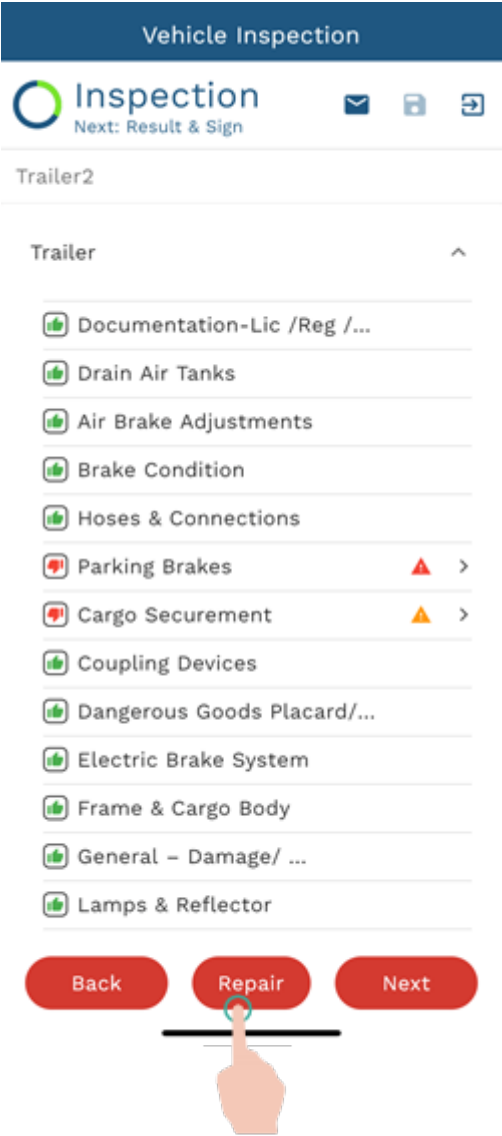 Vehicle Inspection
Inspection
Next: Result & Sign
Trailer2
Trailer
Documentation-Lic /Reg /...
Drain Air Tanks
Air Brake Adjustments
Brake Condition
Hoses & Connections
Parking Brakes
Cargo Securement
Coupling Devices
Dangerous Goods Placard/...
Electric Brake System
Frame & Cargo Body
General – Damage/ ...
Lamps & Reflector
Back Repair Next